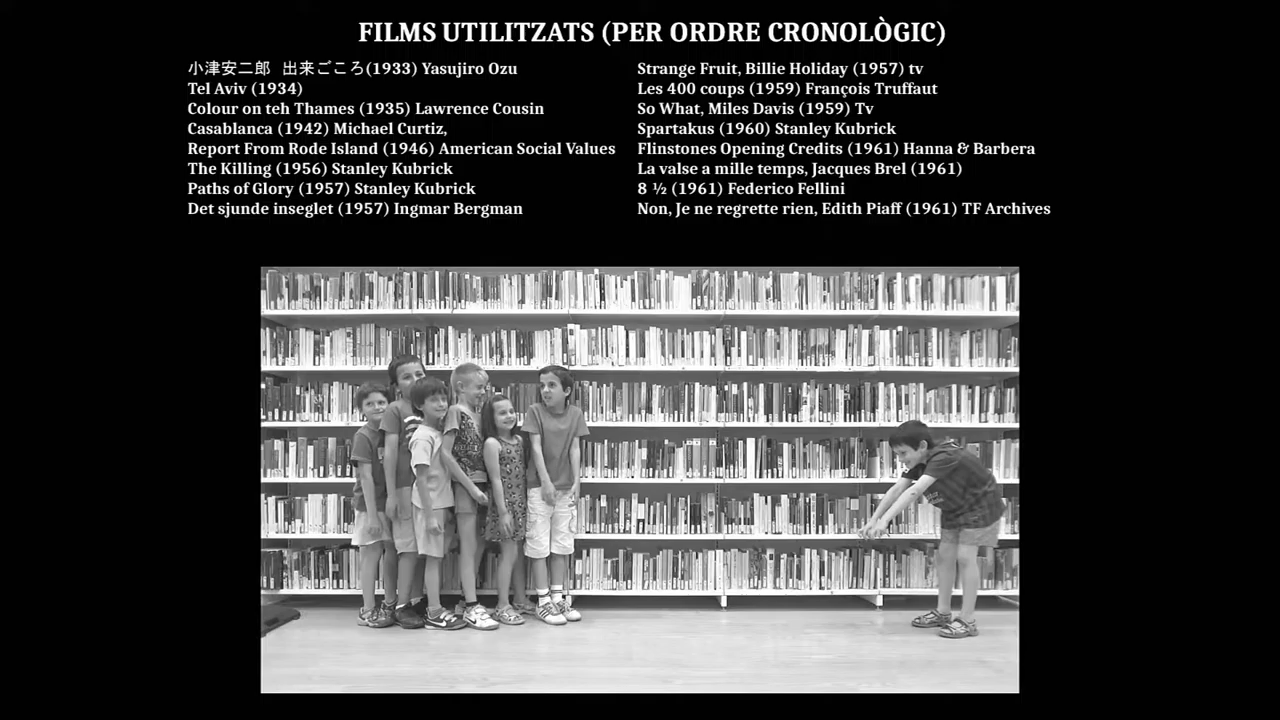 FILMS UTILITZATS (PER ORDRE CRONOLÒGIC)
小津安二郎 出来ごころ(1933) Yasujiro Ozu
Tel Aviv (1934)
Colour on teh Thames (1935) Lawrence Cousin
Casablanca (1942) Michael Curtiz,
Report From Rode Island (1946) American Social Values
The Killing (1956) Stanley Kubrick
Paths of Glory (1957) Stanley Kubrick
Det sjunde inseglet (1957) Ingmar Bergman
Strange Fruit, Billie Holiday (1957) tv
Les 400 coups (1959) François Truffaut
So What, Miles Davis (1959) Tv
Spartakus (1960) Stanley Kubrick
Flinstones Opening Credits (1961) Hanna & Barbera
La valse a mille temps, Jacques Brel (1961)
8 ½ (1961) Federico Fellini
Non, Je ne regrette rien, Edith Piaff (1961) TF Archives